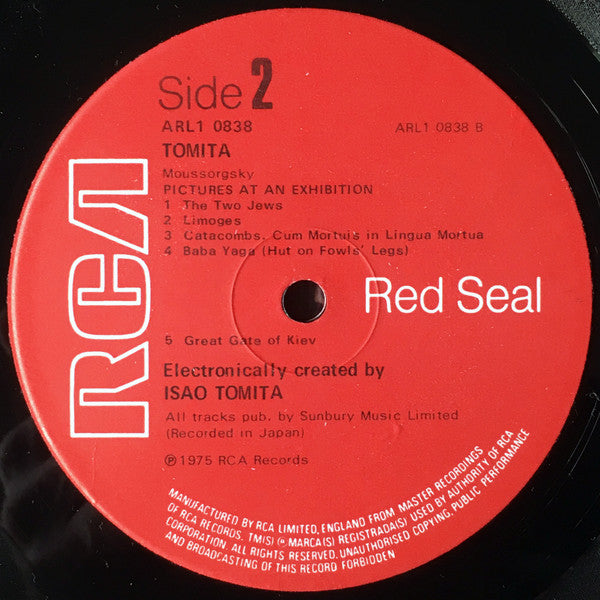 RCA
Side 2
ARL1 0838
ARL1 0838 B
TOMITA
Moussorgsky
PICTURES AT AN EXHIBITION
1 The Two Jews
2 Limoges
3 Catacombs. Cum Mortuis in Lingua Mortua
4 Baba Yaga (Hut on Fowls' Legs)
Red Seal
5 Great Gate of Kiev
Electronically created by
ISAO TOMITA
All tracks pub. by Sunbury Music Limited
(Recorded in Japan)
Ⓟ1975 RCA Records
MANUFACTURED BY RCA LIMITED, ENGLAND FROM MASTER RECORDINGS
OF RCA RECORDS. TM(S) ® MARCA(S) REGISTRADA(S) USED BY AUTHORITY OF RCA
CORPORATION. ALL RIGHTS RESERVED. UNAUTHORISED COPYING, PUBLIC PERFORMANCE
AND BROADCASTING OF THIS RECORD FORBIDDEN